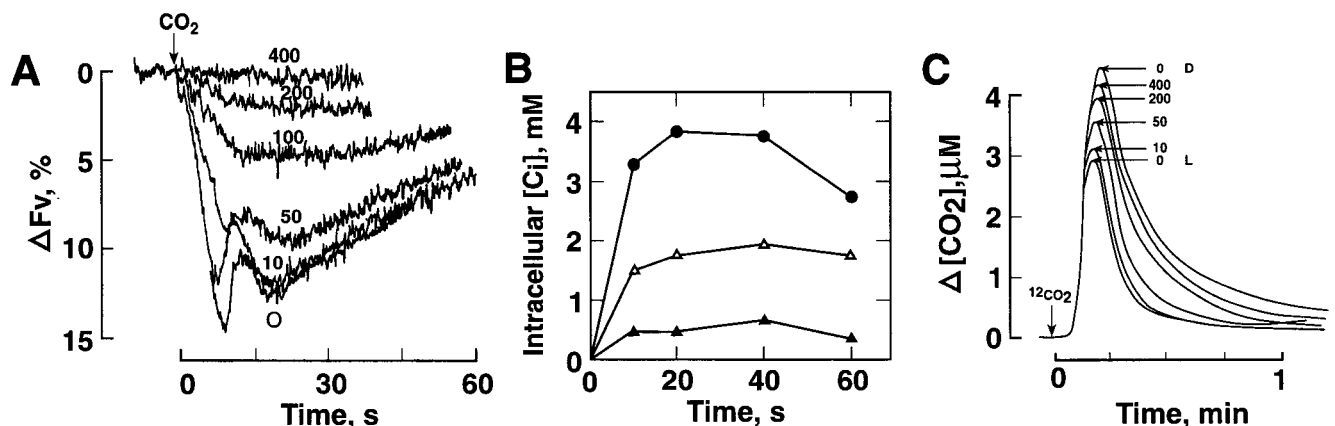 A
CO2
400
200
100
50
10
O
0
5
10
15
ΔFv, %
0 30 60
Time, s
B
4
3
2
1
0
Intracellular [Ci], mM
0 20 40 60
Time, s
C
0 D
400
200
50
10
0 L
4
3
2
1
0
Δ [CO2], μM
12CO2
0 1
Time, min